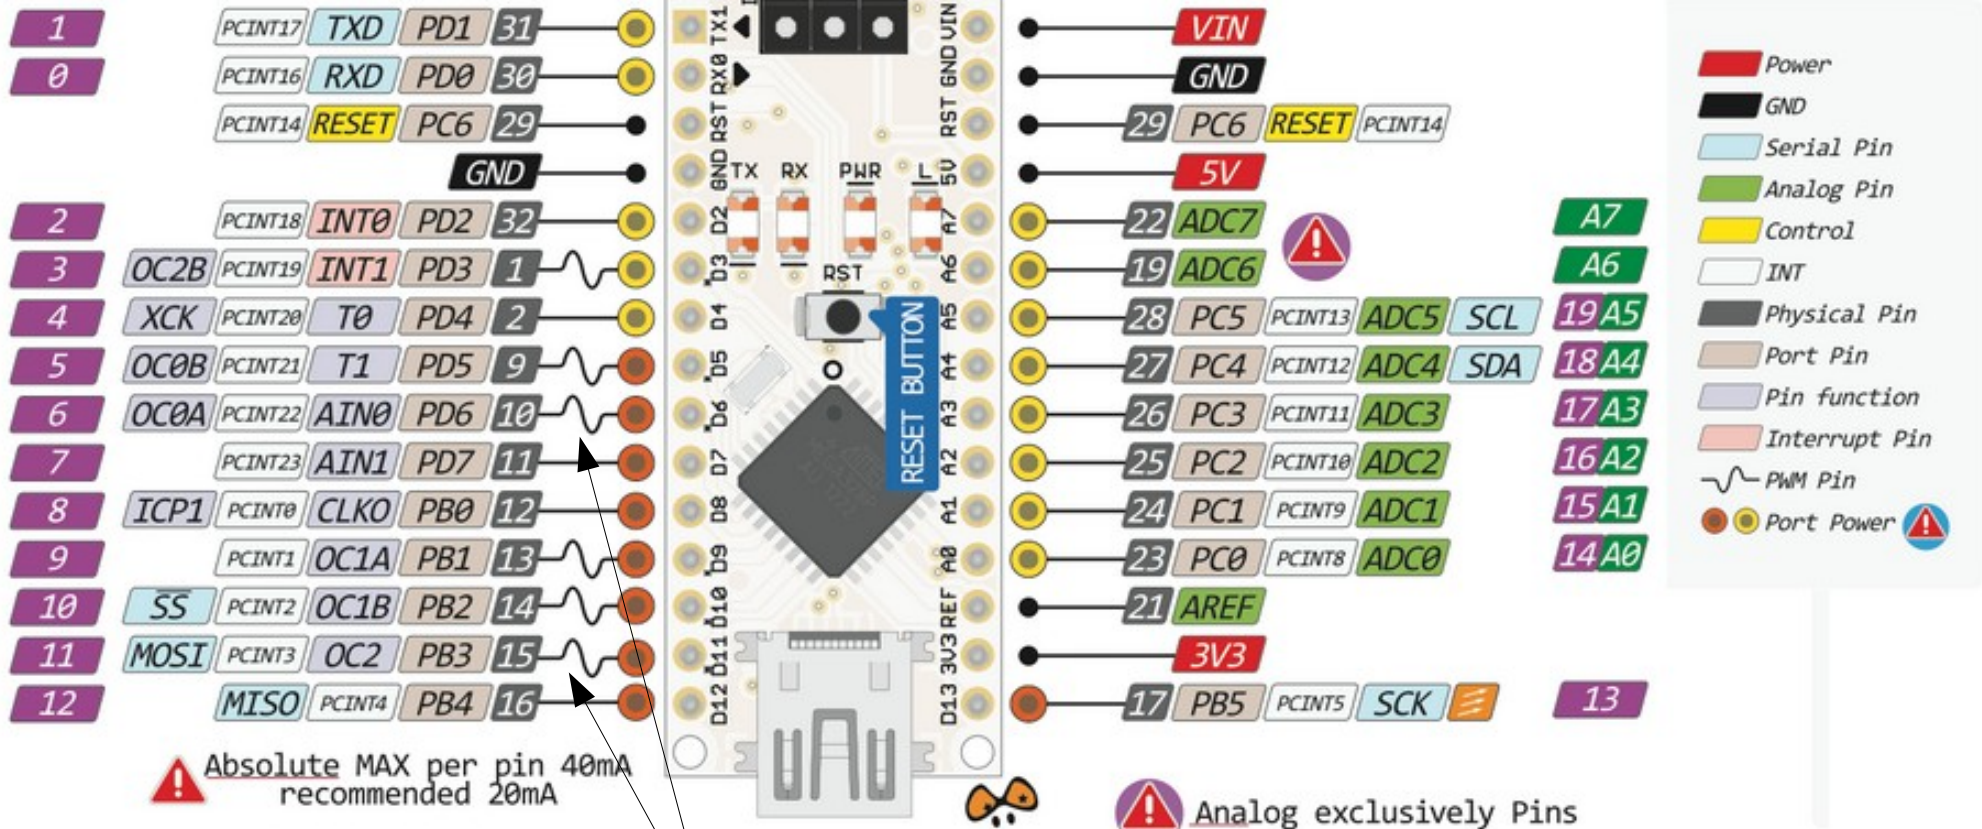 1 PCINT17 TXD PD1 31 TX1 VIN VIN
0 PCINT16 RXD PD0 30 RX0 GND GND
PCINT14 RESET PC6 29 RST RST 29 PC6 RESET PCINT14
GND GND 5V 5V
TX RX PWR L
2 PCINT18 INT0 PD2 32 D2 A7 22 ADC7 A7
3 OC2B PCINT19 INT1 PD3 1 D3 A6 19 ADC6 A6
RST
4 XCK PCINT20 T0 PD4 2 D4 A5 28 PC5 PCINT13 ADC5 SCL 19 A5
5 OC0B PCINT21 T1 PD5 9 D5 A4 27 PC4 PCINT12 ADC4 SDA 18 A4
6 OC0A PCINT22 AIN0 PD6 10 D6 A3 26 PC3 PCINT11 ADC3 17 A3
RESET BUTTON
7 PCINT23 AIN1 PD7 11 D7 A2 25 PC2 PCINT10 ADC2 16 A2
8 ICP1 PCINT0 CLKO PB0 12 D8 A1 24 PC1 PCINT9 ADC1 15 A1
9 PCINT1 OC1A PB1 13 D9 A0 23 PC0 PCINT8 ADC0 14 A0
10 SS PCINT2 OC1B PB2 14 D10 REF 21 AREF
11 MOSI PCINT3 OC2 PB3 15 D11 3V3 3V3
12 MISO PCINT4 PB4 16 D12 D13 17 PB5 PCINT5 SCK 13
Power
GND
Serial Pin
Analog Pin
Control
INT
Physical Pin
Port Pin
Pin function
Interrupt Pin
PWM Pin
Port Power
Absolute MAX per pin 40mA
recommended 20mA
Analog exclusively Pins